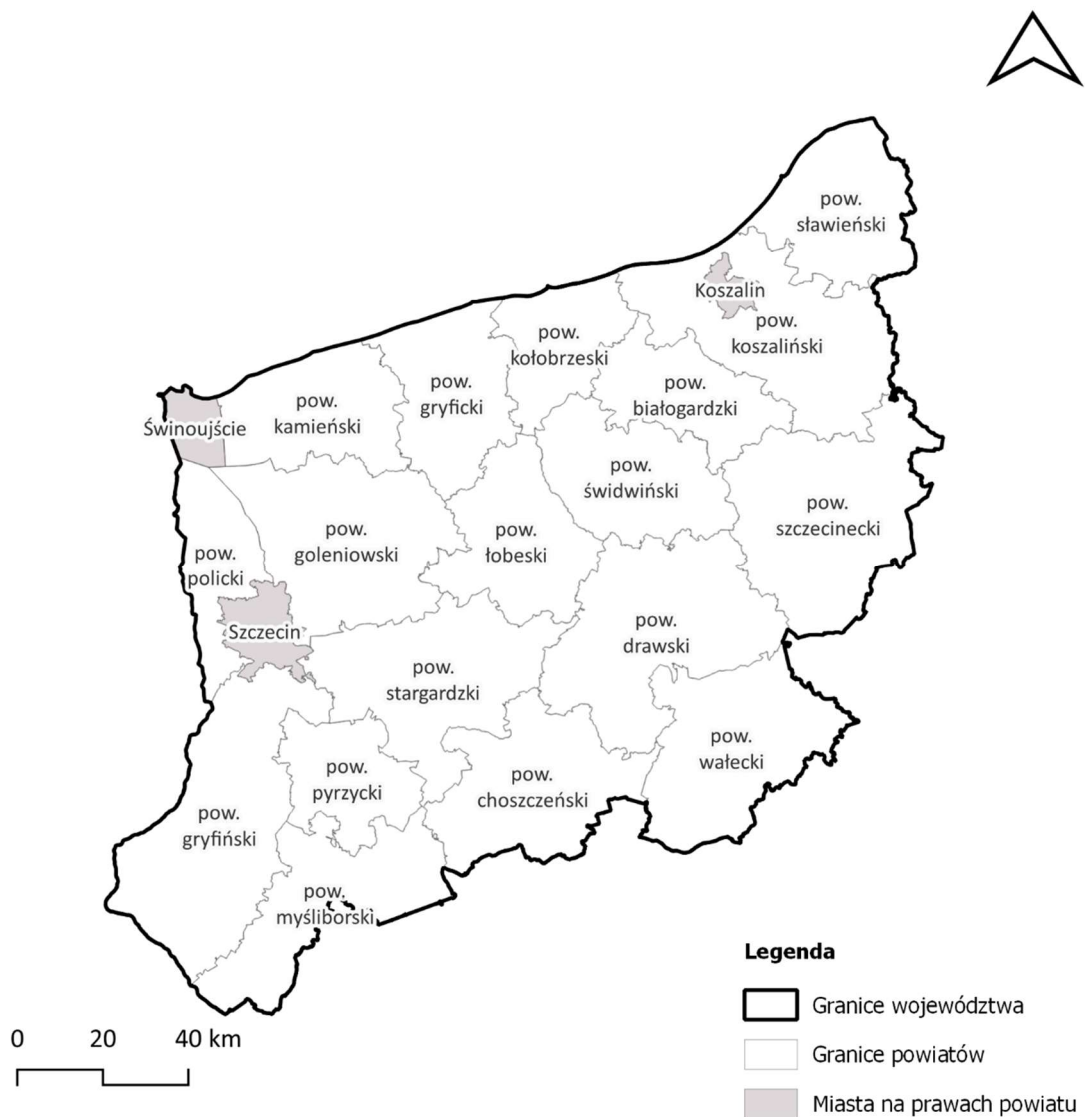 pow.
sławieński
Koszalin
pow.
koszaliński
pow.
kołobrzeski
pow.
gryficki
pow.
białogardzki
pow.
kamieński
Świnoujście
pow.
świdwiński
pow.
szczecinecki
pow.
goleniowski
pow.
łobeski
pow.
policki
Szczecin
pow.
drawski
pow.
stargardzki
pow.
wałecki
pow.
pyrzycki
pow.
choszczeński
pow.
gryfiński
pow.
myśliborski
Legenda
Granice województwa
Granice powiatów
Miasta na prawach powiatu
0 20 40 km